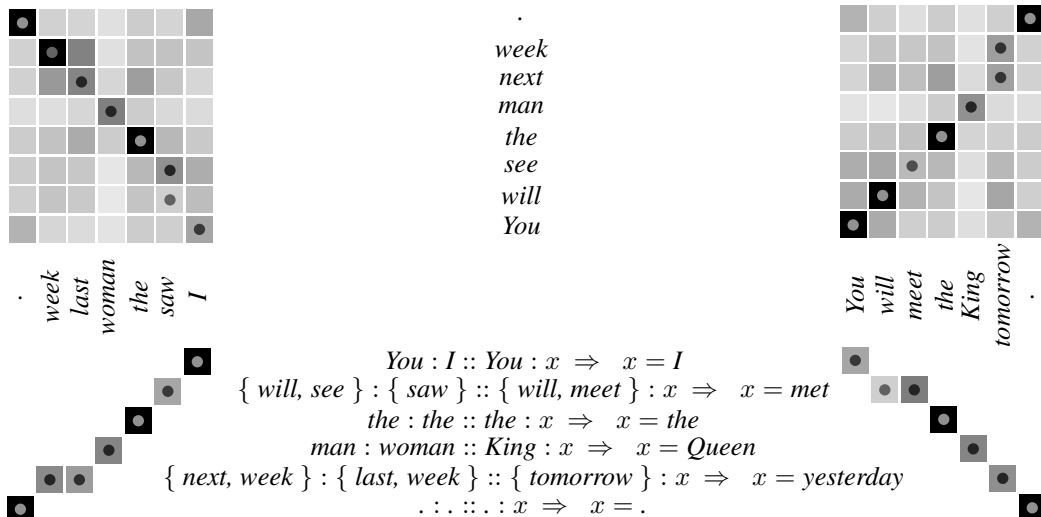 .
week
next
man
the
see
will
You
. week last woman the saw I
You will meet the King tomorrow .
You : I :: You : x ⇒ x = I
{ will, see } : { saw } :: { will, meet } : x ⇒ x = met
the : the :: the : x ⇒ x = the
man : woman :: King : x ⇒ x = Queen
{ next, week } : { last, week } :: { tomorrow } : x ⇒ x = yesterday
. : . :: . : x ⇒ x = .